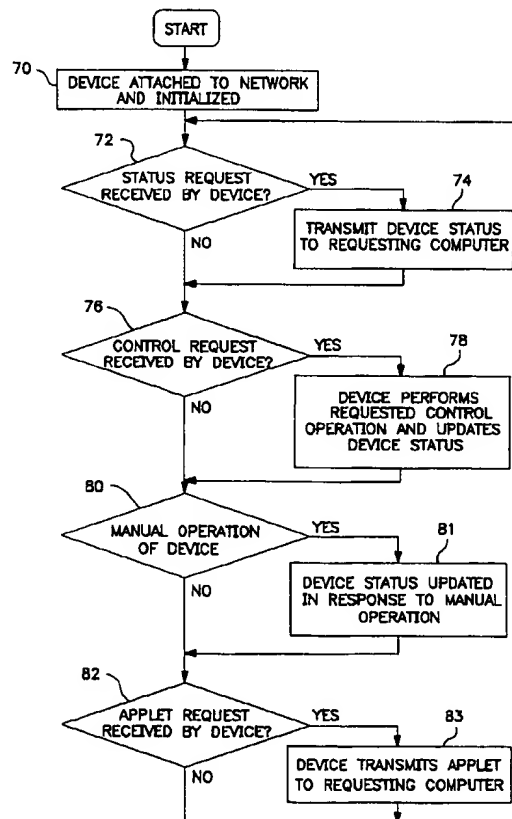 START
70
DEVICE ATTACHED TO NETWORK
AND INITIALIZED
72
STATUS REQUEST
RECEIVED BY DEVICE?
YES
NO
74
TRANSMIT DEVICE STATUS
TO REQUESTING COMPUTER
76
CONTROL REQUEST
RECEIVED BY DEVICE?
YES
NO
78
DEVICE PERFORMS
REQUESTED CONTROL
OPERATION AND UPDATES
DEVICE STATUS
80
MANUAL OPERATION
OF DEVICE
YES
NO
81
DEVICE STATUS UPDATED
IN RESPONSE TO MANUAL
OPERATION
82
APPLET REQUEST
RECEIVED BY DEVICE?
YES
NO
83
DEVICE TRANSMITS APPLET
TO REQUESTING COMPUTER